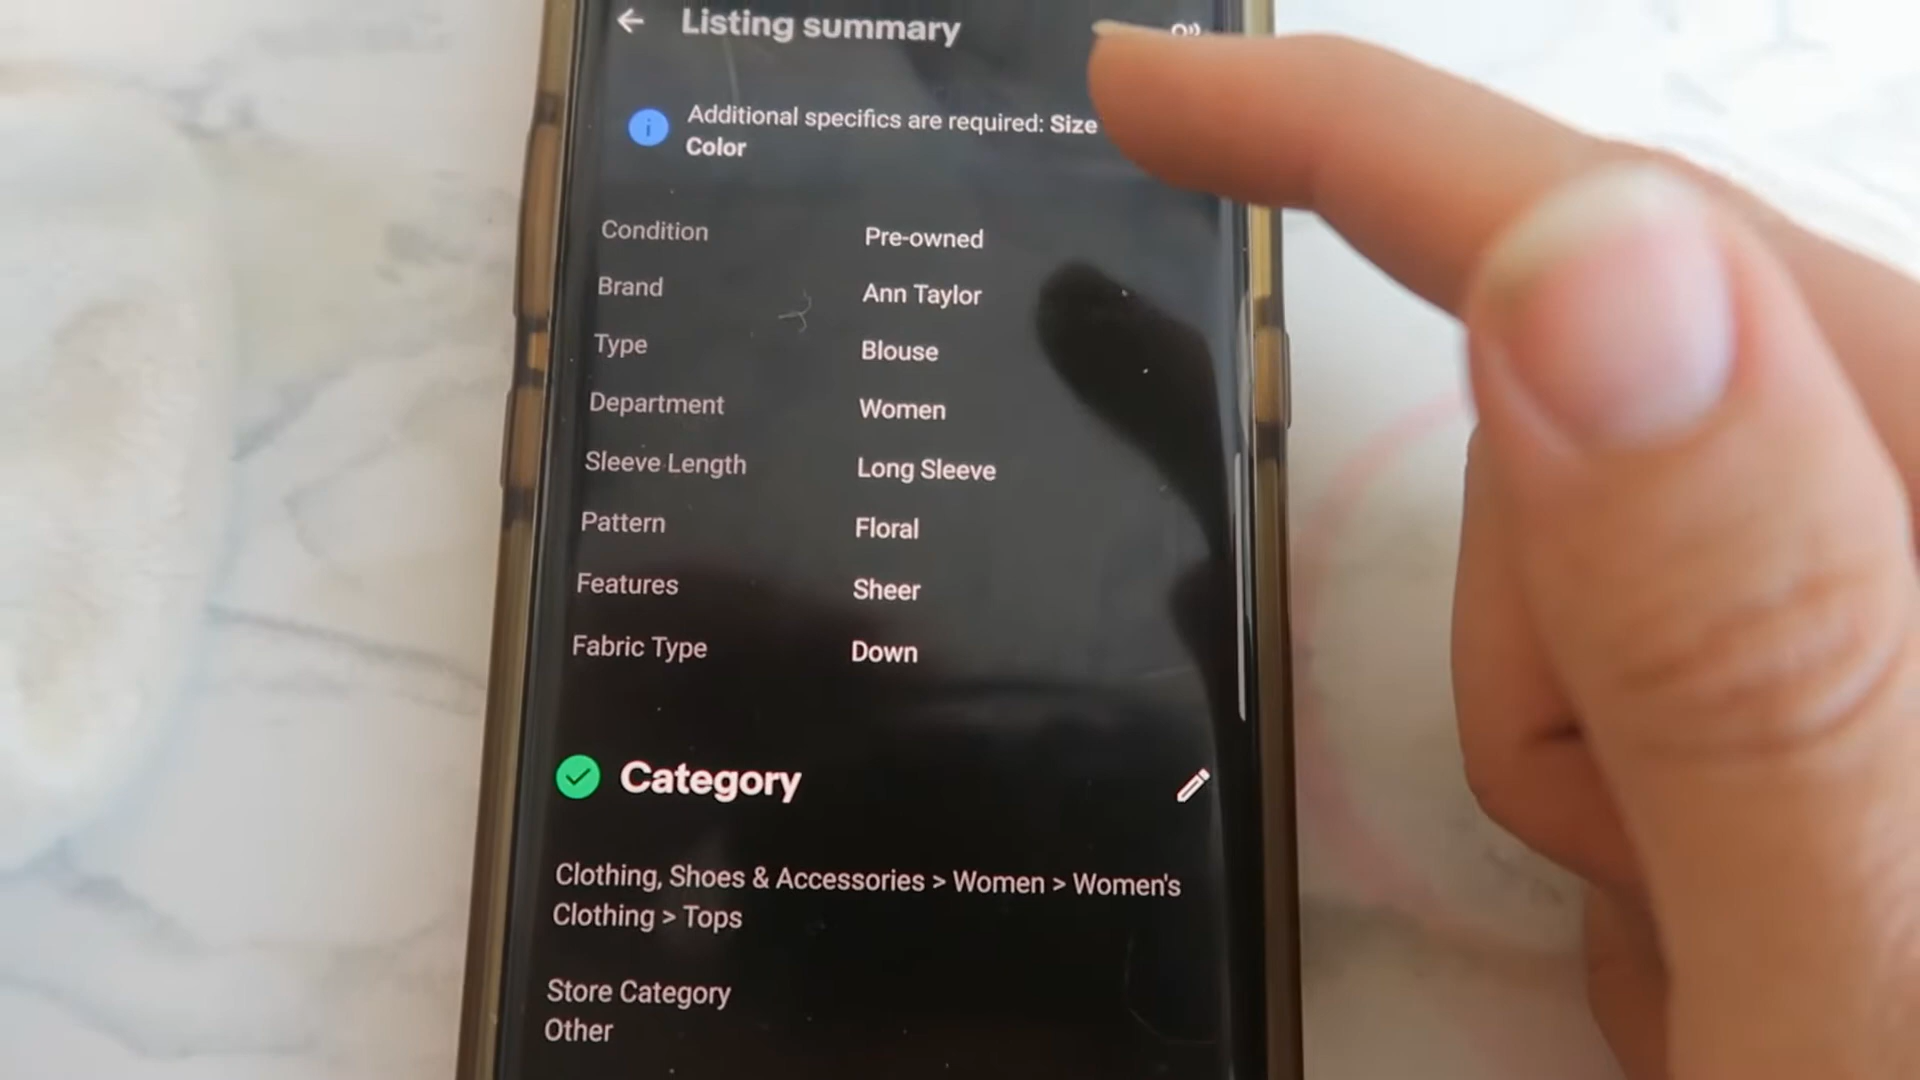 Listing summary
Additional specifics are required: Size
Color
Condition Pre-owned
Brand Ann Taylor
Type Blouse
Department Women
Sleeve Length Long Sleeve
Pattern Floral
Features Sheer
Fabric Type Down
Category
Clothing, Shoes & Accessories > Women > Women's
Clothing > Tops
Store Category
Other